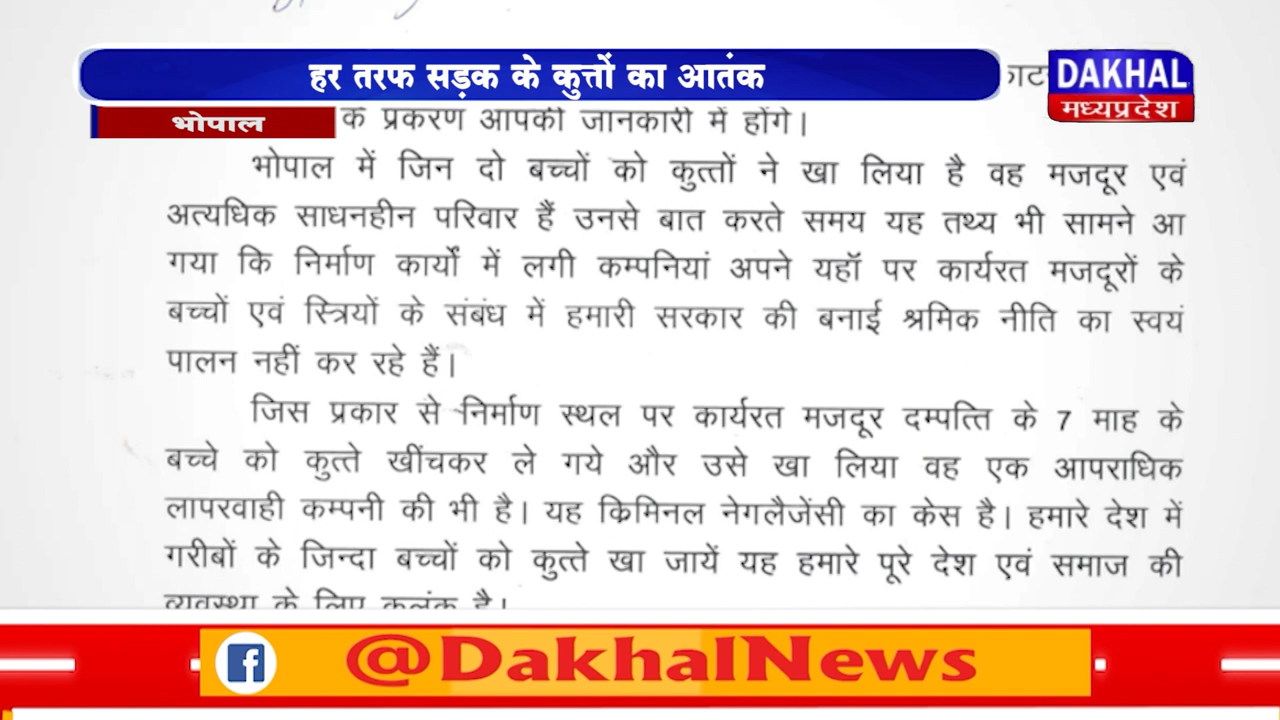 हर तरफ सड़क के कुत्तों का आतंक
DAKHAL
मध्यप्रदेश
भोपाल
के प्रकरण आपकी जानकारी में होंगे।
भोपाल में जिन दो बच्चों को कुत्तों ने खा लिया है वह मजदूर एवं
अत्यधिक साधनहीन परिवार हैं उनसे बात करते समय यह तथ्य भी सामने आ
गया कि निर्माण कार्यों में लगी कम्पनियां अपने यहॉ पर कार्यरत मजदूरों के
बच्चों एवं स्त्रियों के संबंध में हमारी सरकार की बनाई श्रमिक नीति का स्वयं
पालन नहीं कर रहे हैं।
जिस प्रकार से निर्माण स्थल पर कार्यरत मजदूर दम्पत्ति के 7 माह के
बच्चे को कुत्ते खींचकर ले गये और उसे खा लिया वह एक आपराधिक
लापरवाही कम्पनी की भी है। यह क्रिमिनल नेगलैजेंसी का केस है। हमारे देश में
गरीबों के जिन्दा बच्चों को कुत्ते खा जायें यह हमारे पूरे देश एवं समाज की
व्यवस्था के लिए कलंक है।
@DakhalNews